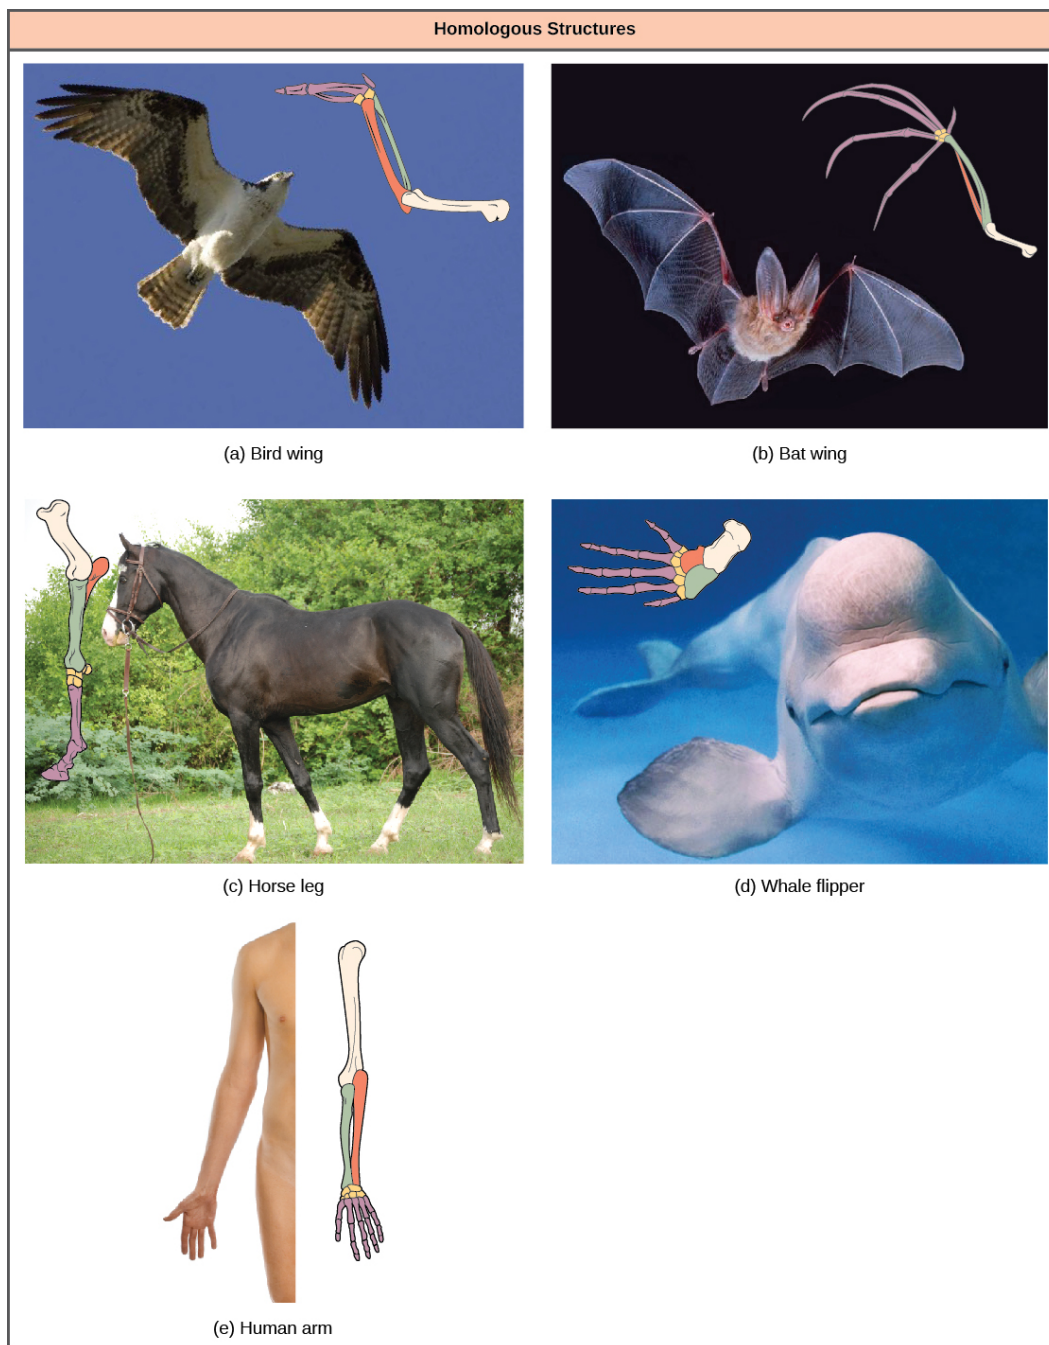 Homologous Structures
(a) Bird wing
(b) Bat wing
(c) Horse leg
(d) Whale flipper
(e) Human arm